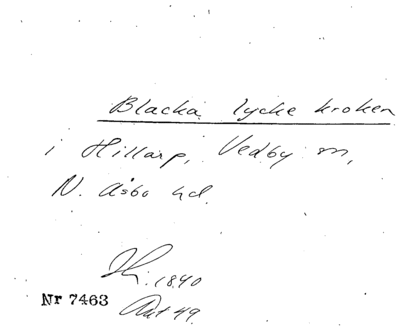 Blacka lycke kroken
i Hillarp, Vedby sn,
N. Åsbo hd.
1840
Nr 7463
Akt 49